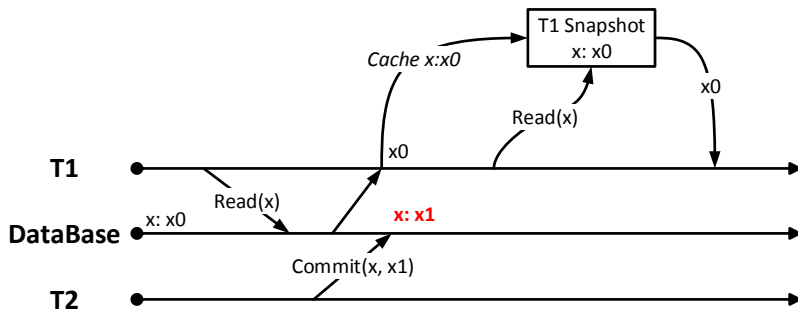 T1 Snapshot
x: x0
Cache x:x0
x0
Read(x)
x0
T1
Read(x)
x: x0
x: x1
DataBase
Commit(x, x1)
T2